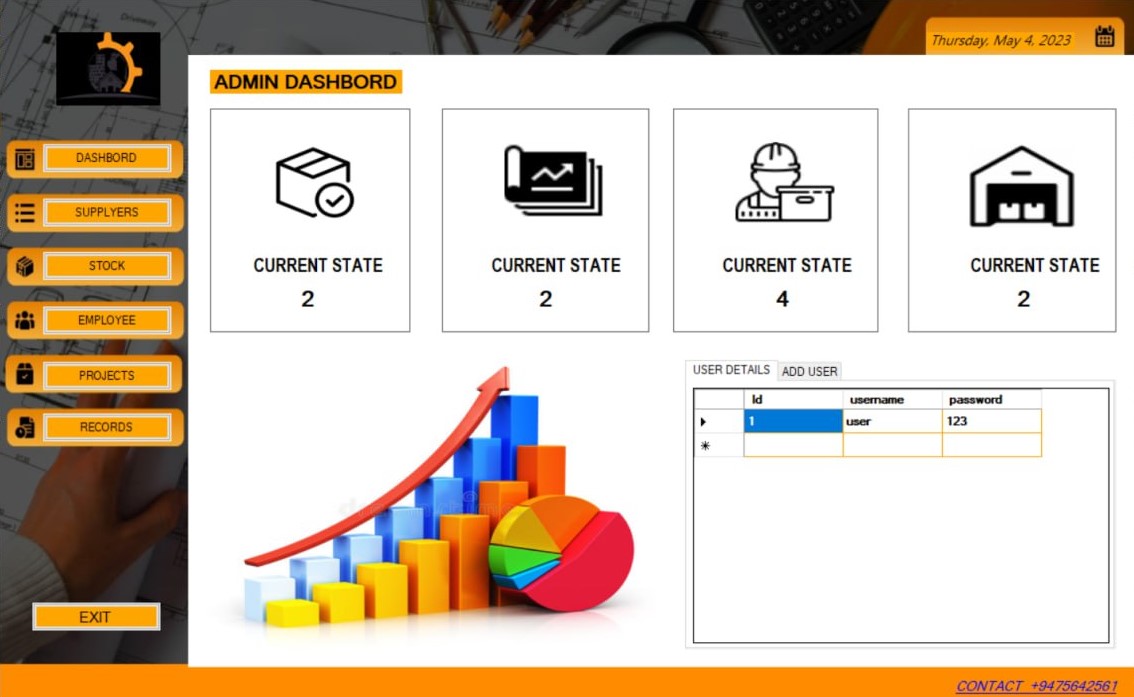 Thursday, May 4, 2023
ADMIN DASHBORD
DASHBORD
SUPPLYERS
STOCK
EMPLOYEE
PROJECTS
RECORDS
EXIT
CURRENT STATE
2
CURRENT STATE
2
CURRENT STATE
4
CURRENT STATE
2
USER DETAILS ADD USER
Id username password
1 user 123
CONTACT +9475642561